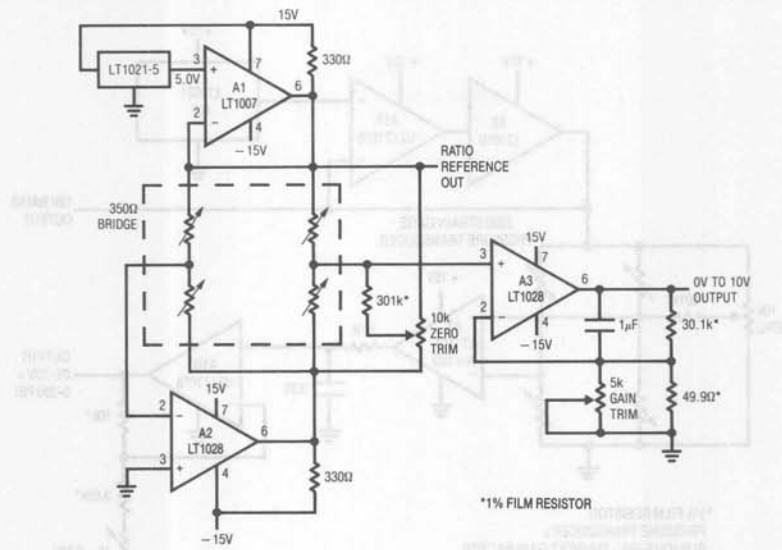 15V
LT1021-5
5.0V
3
+
7
A1
LT1007
6
330Ω
2
−
4
−15V
RATIO
REFERENCE
OUT
350Ω
BRIDGE
301k*
10k
ZERO
TRIM
15V
3
+
7
A3
LT1028
6
0V TO 10V
OUTPUT
2
−
4
−15V
1μF
30.1k*
5k
GAIN
TRIM
49.9Ω*
15V
2
−
7
A2
LT1028
6
3
+
4
330Ω
−15V
*1% FILM RESISTOR